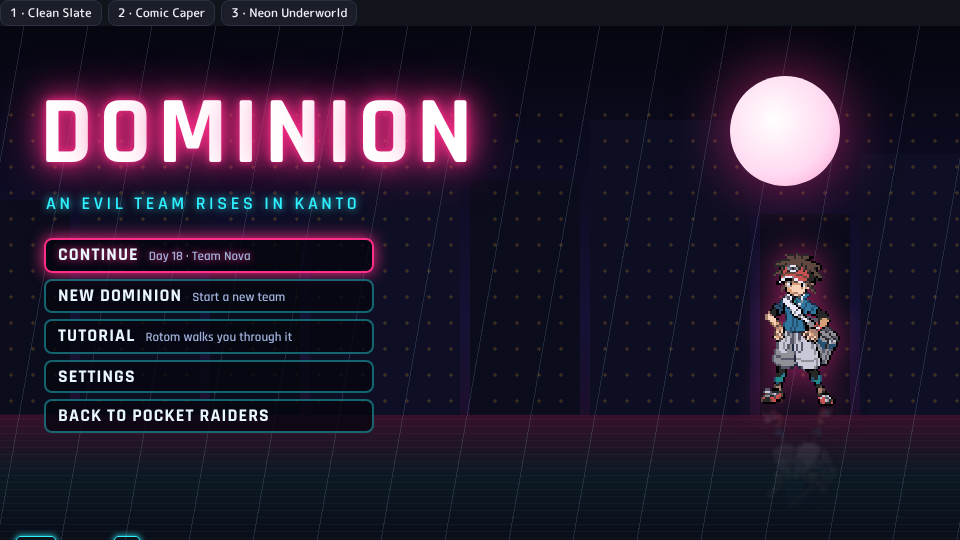 1 · Clean Slate
2 · Comic Caper
3 · Neon Underworld
DOMINION
AN EVIL TEAM RISES IN KANTO
CONTINUE Day 18 · Team Nova
NEW DOMINION Start a new team
TUTORIAL Rotom walks you through it
SETTINGS
BACK TO POCKET RAIDERS